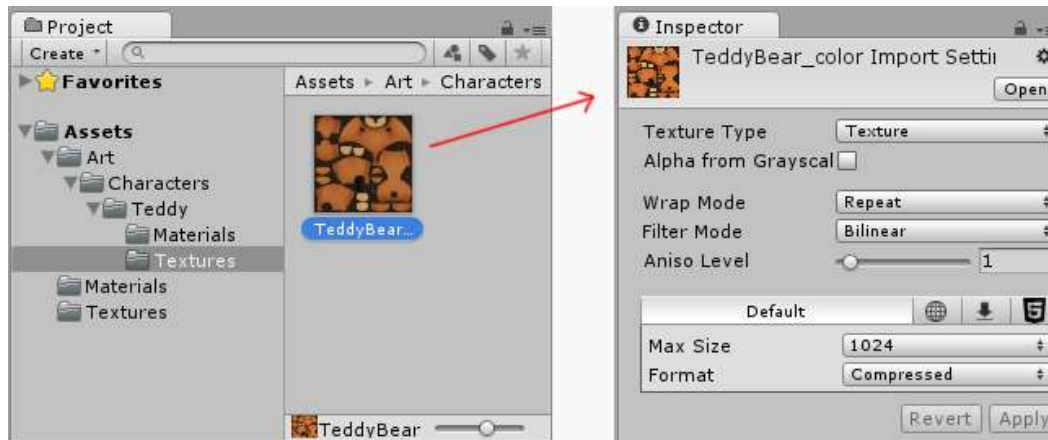 Project
Create
Favorites
Assets ▸ Art ▸ Characters
Assets
Art
Characters
Teddy
Materials
Textures
Materials
Textures
TeddyBear...
TeddyBear
Inspector
TeddyBear_color Import Settin
Open
Texture Type Texture
Alpha from Grayscal
Wrap Mode Repeat
Filter Mode Bilinear
Aniso Level 1
Default
Max Size 1024
Format Compressed
Revert Apply